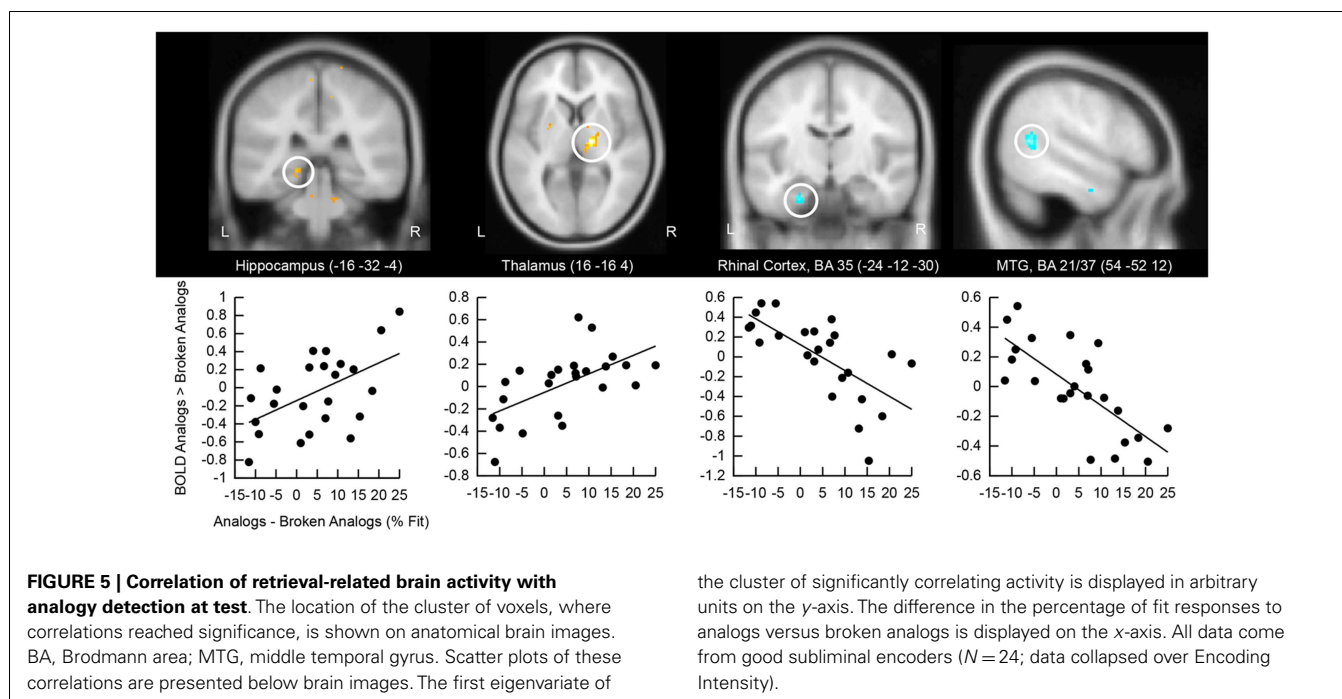 L R L R L R
Hippocampus (-16 -32 -4) Thalamus (16 -16 4) Rhinal Cortex, BA 35 (-24 -12 -30) MTG, BA 21/37 (54 -52 12)
BOLD Analogs > Broken Analogs
1
0.8
0.6
0.4
0.2
0
-0.2
-0.4
-0.6
-0.8
-1
-15 -10 -5 0 5 10 15 20 25
0.8
0.6
0.4
0.2
0
-0.2
-0.4
-0.6
-0.8
-15 -10 -5 0 5 10 15 20 25
0.6
0.4
0.2
0
-0.2
-0.4
-0.6
-0.8
-1
-1.2
-15 -10 -5 0 5 10 15 20 25
0.6
0.4
0.2
0
-0.2
-0.4
-0.6
-15 -10 -5 0 5 10 15 20 25
Analogs - Broken Analogs (% Fit)
FIGURE 5 | Correlation of retrieval-related brain activity with
analogy detection at test. The location of the cluster of voxels, where
correlations reached significance, is shown on anatomical brain images.
BA, Brodmann area; MTG, middle temporal gyrus. Scatter plots of these
correlations are presented below brain images. The first eigenvariate of
the cluster of significantly correlating activity is displayed in arbitrary
units on the y-axis. The difference in the percentage of fit responses to
analogs versus broken analogs is displayed on the x-axis. All data come
from good subliminal encoders (N = 24; data collapsed over Encoding
Intensity).